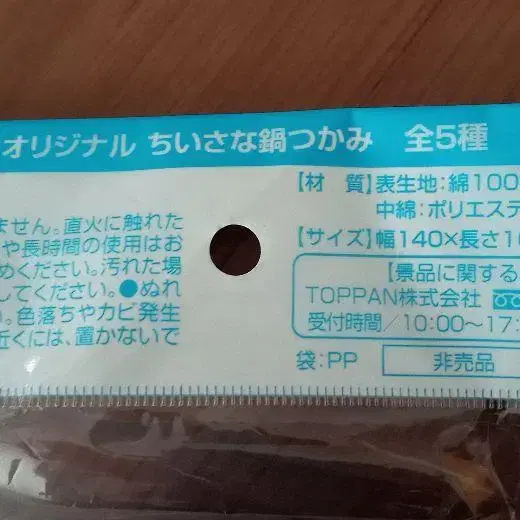 オリジナル ちいさな鍋つかみ 全5種
ません。直火に触れた
や長時間の使用はお
めください。汚れた場
してください。●ぬれ
い。色落ちやカビ発生
近くには、置かないで
【材 質】表生地：綿100
中綿：ポリエステ
【サイズ】幅140×長さ1
【景品に関する
TOPPAN株式会社
受付時間/10:00〜17:
袋：PP 非売品